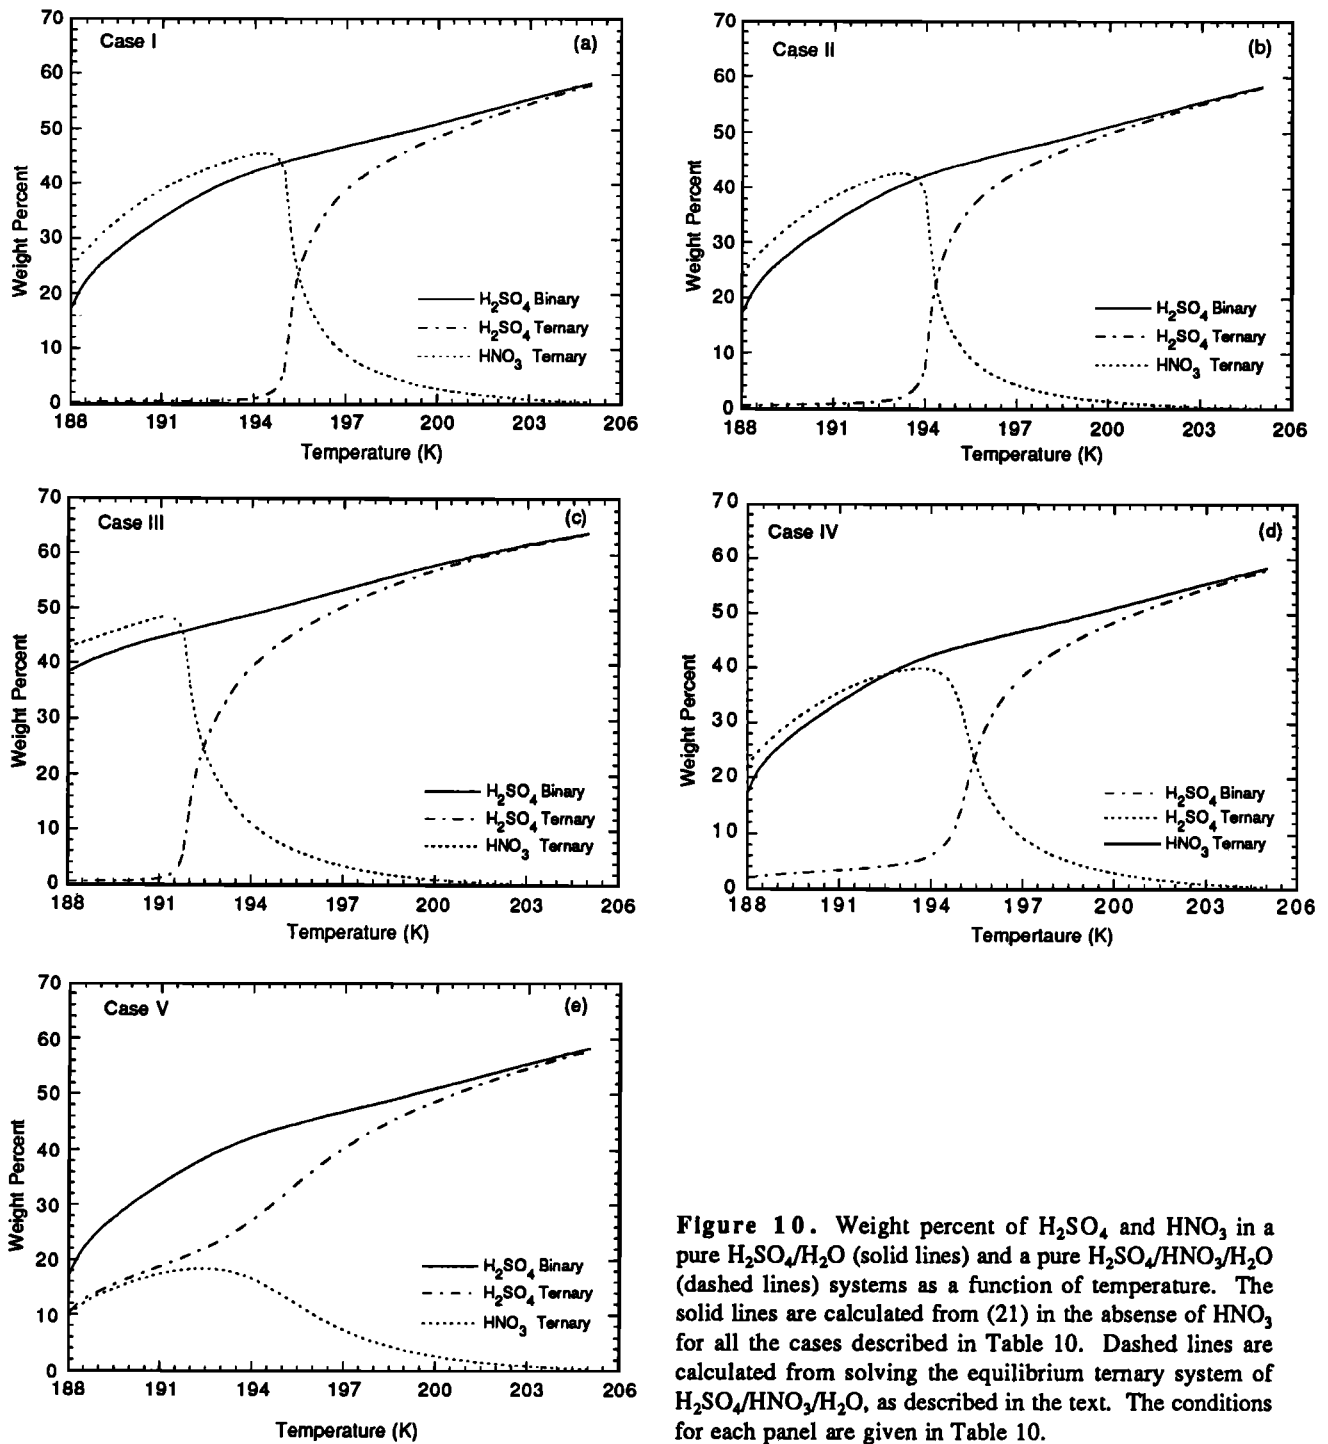 Case I
(a)
70
60
50
40
30
20
10
0
Weight Percent
H2SO4 Binary
H2SO4 Ternary
HNO3 Ternary
188 191 194 197 200 203 206
Temperature (K)
Case II
(b)
70
60
50
40
30
20
10
0
Weight Percent
H2SO4 Binary
H2SO4 Ternary
HNO3 Ternary
188 191 194 197 200 203 206
Temperature (K)
Case III
(c)
70
60
50
40
30
20
10
0
Weight Percent
H2SO4 Binary
H2SO4 Ternary
HNO3 Ternary
188 191 194 197 200 203 206
Temperature (K)
Case IV
(d)
70
60
50
40
30
20
10
0
Weight Percent
H2SO4 Binary
H2SO4 Ternary
HNO3 Ternary
188 191 194 197 200 203 206
Tempertaure (K)
Case V
(e)
70
60
50
40
30
20
10
0
Weight Percent
H2SO4 Binary
H2SO4 Ternary
HNO3 Ternary
188 191 194 197 200 203 206
Temperature (K)
Figure 10. Weight percent of H2SO4 and HNO3 in a
pure H2SO4/H2O (solid lines) and a pure H2SO4/HNO3/H2O
(dashed lines) systems as a function of temperature. The
solid lines are calculated from (21) in the absense of HNO3
for all the cases described in Table 10. Dashed lines are
calculated from solving the equilibrium ternary system of
H2SO4/HNO3/H2O, as described in the text. The conditions
for each panel are given in Table 10.